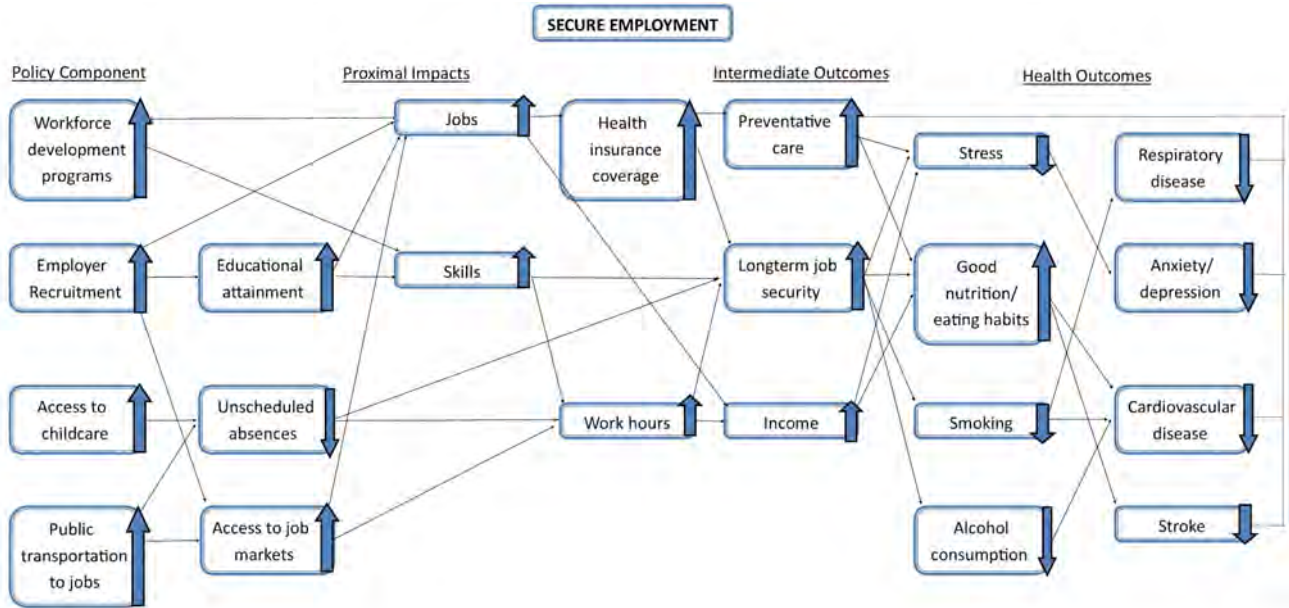 SECURE EMPLOYMENT
Policy Component
Proximal Impacts
Intermediate Outcomes
Health Outcomes
Workforce
development
programs
Jobs
Health
insurance
coverage
Preventative
care
Stress
Respiratory
disease
Employer
Recruitment
Educational
attainment
Skills
Longterm job
security
Good
nutrition/
eating habits
Anxiety/
depression
Access to
childcare
Unscheduled
absences
Work hours
Income
Smoking
Cardiovascular
disease
Public
transportation
to jobs
Access to job
markets
Alcohol
consumption
Stroke